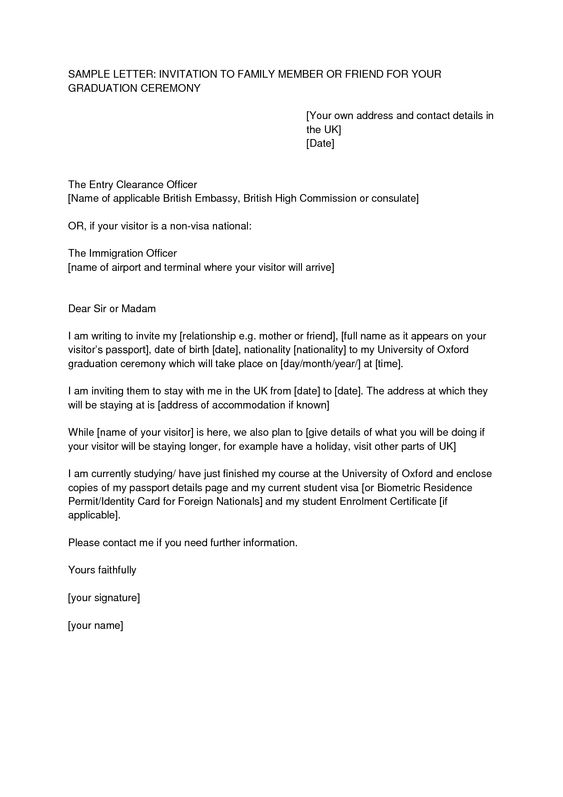 SAMPLE LETTER: INVITATION TO FAMILY MEMBER OR FRIEND FOR YOUR
GRADUATION CEREMONY
[Your own address and contact details in
the UK]
[Date]
The Entry Clearance Officer
[Name of applicable British Embassy, British High Commission or consulate]
OR, if your visitor is a non-visa national:
The Immigration Officer
[name of airport and terminal where your visitor will arrive]
Dear Sir or Madam
I am writing to invite my [relationship e.g. mother or friend], [full name as it appears on your
visitor's passport], date of birth [date], nationality [nationality] to my University of Oxford
graduation ceremony which will take place on [day/month/year/] at [time].
I am inviting them to stay with me in the UK from [date] to [date]. The address at which they
will be staying at is [address of accommodation if known]
While [name of your visitor] is here, we also plan to [give details of what you will be doing if
your visitor will be staying longer, for example have a holiday, visit other parts of UK]
I am currently studying/ have just finished my course at the University of Oxford and enclose
copies of my passport details page and my current student visa [or Biometric Residence
Permit/Identity Card for Foreign Nationals] and my student Enrolment Certificate [if
applicable].
Please contact me if you need further information.
Yours faithfully
[your signature]
[your name]